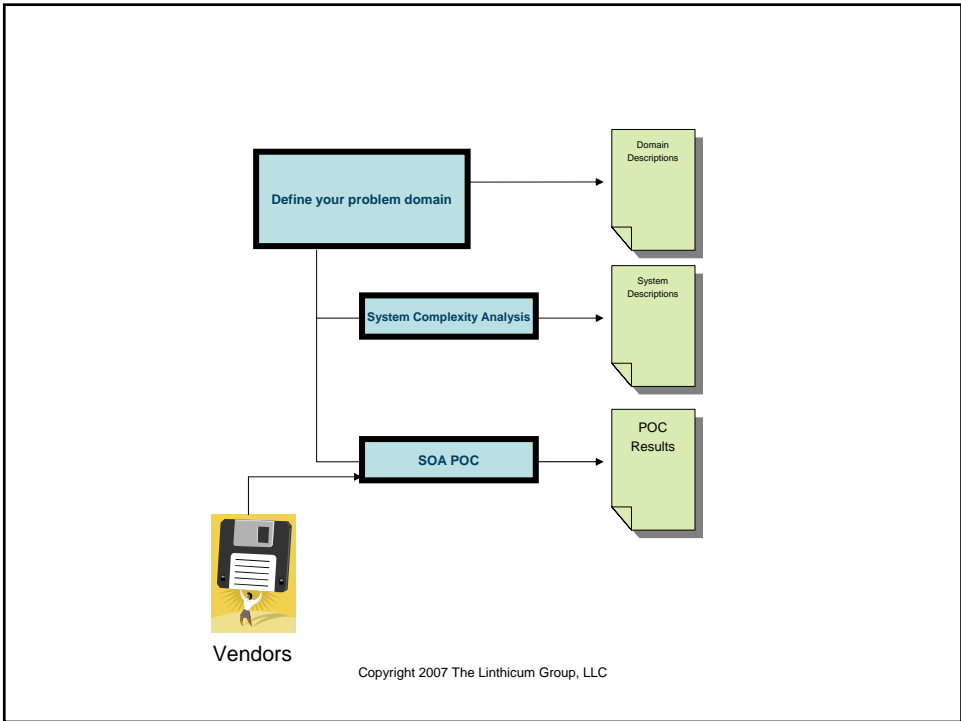 Define your problem domain
Domain
Descriptions
System Complexity Analysis
System
Descriptions
SOA POC
POC
Results
Vendors
Copyright 2007 The Linthicum Group, LLC